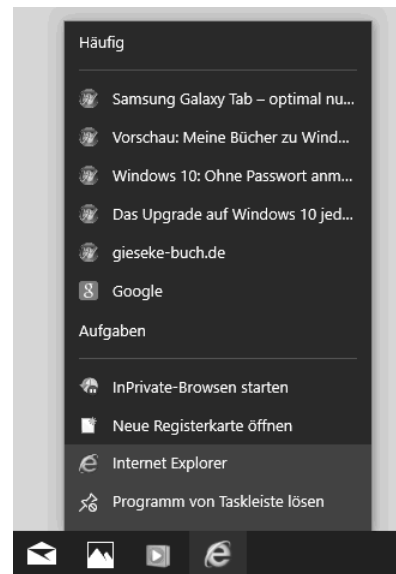 Häufig
Samsung Galaxy Tab – optimal nu...
Vorschau: Meine Bücher zu Wind...
Windows 10: Ohne Passwort anm...
Das Upgrade auf Windows 10 jed...
gieseke-buch.de
Google
Aufgaben
InPrivate-Browsen starten
Neue Registerkarte öffnen
Internet Explorer
Programm von Taskleiste lösen